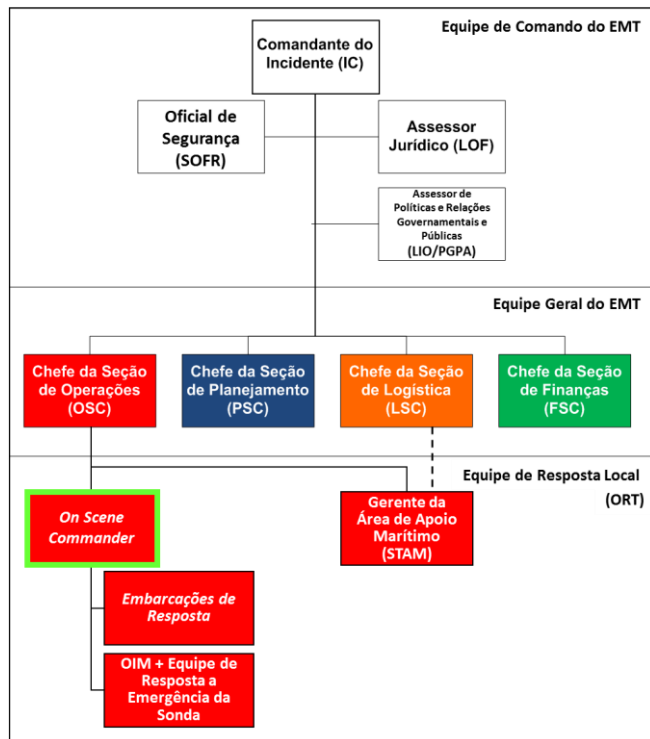 Equipe de Comando do EMT
Comandante do
Incidente (IC)
Oficial de
Segurança
(SOFR)
Assessor
Jurídico (LOF)
Assessor de
Políticas e Relações
Governamentais e
Públicas
(LIO/PGPA)
Equipe Geral do EMT
Chefe da Seção
de Operações
(OSC)
Chefe da Seção
de Planejamento
(PSC)
Chefe da Seção
de Logística
(LSC)
Chefe da Seção
de Finanças
(FSC)
Equipe de Resposta Local
(ORT)
On Scene
Commander
Gerente da
Área de Apoio
Marítimo
(STAM)
Embarcações de
Resposta
OIM + Equipe de
Resposta a
Emergência da
Sonda